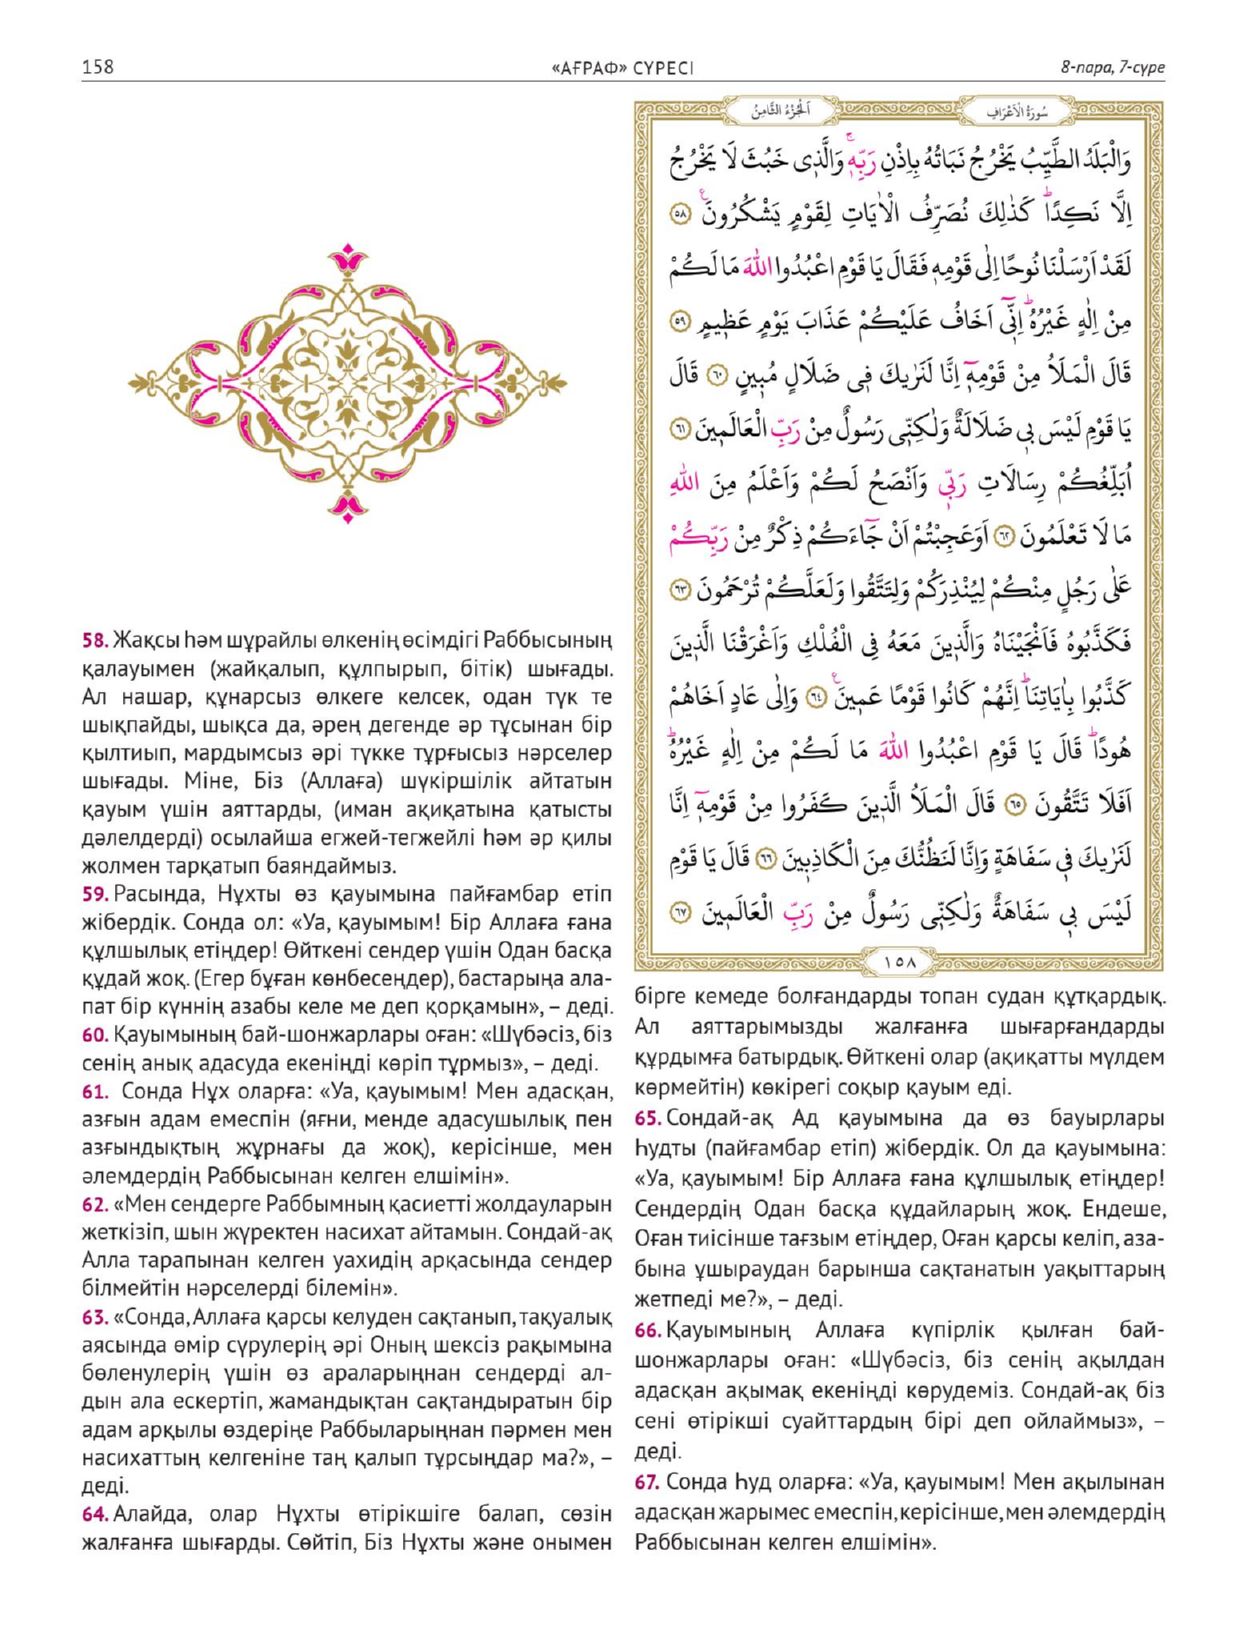 158
«АҒРАФ» СҮРЕСІ
8-пара, 7-сүре
اَلْجُزْءُ الثَّامِنُ
سُورَةُ الْاَعْرَافِ
وَالْبَلَدُ الطَّيِّبُ يَخْرُجُ نَبَاتُهُ بِاِذْنِ رَبِّهٖۚ وَالَّذٖى خَبُثَ لَا يَخْرُجُ
اِلَّا نَكِدًاؕ كَذٰلِكَ نُصَرِّفُ الْاٰيَاتِ لِقَوْمٍ يَشْكُرُونَࣖ ﴿٥٨﴾
لَقَدْ اَرْسَلْنَا نُوحًا اِلٰى قَوْمِهٖ فَقَالَ يَا قَوْمِ اعْبُدُوا اللّٰهَ مَا لَكُمْ
مِنْ اِلٰهٍ غَيْرُهُؕ اِنّٖٓى اَخَافُ عَلَيْكُمْ عَذَابَ يَوْمٍ عَظٖيمٍ ﴿٥٩﴾
قَالَ الْمَلَاُ مِنْ قَوْمِهٖٓ اِنَّا لَنَرٰيكَ فٖى ضَلَالٍ مُبٖينٍ ﴿٦٠﴾ قَالَ
يَا قَوْمِ لَيْسَ بٖى ضَلَالَةٌ وَلٰكِنّٖى رَسُولٌ مِنْ رَبِّ الْعَالَمٖينَ ﴿٦١﴾
اُبَلِّغُكُمْ رِسَالَاتِ رَبّٖى وَاَنْصَحُ لَكُمْ وَاَعْلَمُ مِنَ اللّٰهِ
مَا لَا تَعْلَمُونَ ﴿٦٢﴾ اَوَعَجِبْتُمْ اَنْ جَٓاءَكُمْ ذِكْرٌ مِنْ رَبِّكُمْ
عَلٰى رَجُلٍ مِنْكُمْ لِيُنْذِرَكُمْ وَلِتَتَّقُوا وَلَعَلَّكُمْ تُرْحَمُونَ ﴿٦٣﴾
فَكَذَّبُوهُ فَاَنْجَيْنَاهُ وَالَّذٖينَ مَعَهُ فِى الْفُلْكِ وَاَغْرَقْنَا الَّذٖينَ
كَذَّبُوا بِاٰيَاتِنَاؕ اِنَّهُمْ كَانُوا قَوْمًا عَمٖينَࣖ ﴿٦٤﴾ وَاِلٰى عَادٍ اَخَاهُمْ
هُودًاؕ قَالَ يَا قَوْمِ اعْبُدُوا اللّٰهَ مَا لَكُمْ مِنْ اِلٰهٍ غَيْرُهُؕ
اَفَلَا تَتَّقُونَ ﴿٦٥﴾ قَالَ الْمَلَاُ الَّذٖينَ كَفَرُوا مِنْ قَوْمِهٖٓ اِنَّا
لَنَرٰيكَ فٖى سَفَاهَةٍ وَاِنَّا لَنَظُنُّكَ مِنَ الْكَاذِبٖينَ ﴿٦٦﴾ قَالَ يَا قَوْمِ
لَيْسَ بٖى سَفَاهَةٌ وَلٰكِنّٖى رَسُولٌ مِنْ رَبِّ الْعَالَمٖينَ ﴿٦٧﴾
١٥٨
58. Жақсы һәм шұрайлы өлкенің өсімдігі Раббысының
қалауымен (жайқалып, құлпырып, бітік) шығады.
Ал нашар, құнарсыз өлкеге келсек, одан түк те
шықпайды, шықса да, әрең дегенде әр тұсынан бір
қылтиып, мардымсыз әрі түкке тұрғысыз нәрселер
шығады. Міне, Біз (Аллаға) шүкіршілік айтатын
қауым үшін аяттарды, (иман ақиқатына қатысты
дәлелдерді) осылайша егжей-тегжейлі һәм әр қилы
жолмен тарқатып баяндаймыз.
59. Расында, Нұхты өз қауымына пайғамбар етіп
жібердік. Сонда ол: «Уа, қауымым! Бір Аллаға ғана
құлшылық етіңдер! Өйткені сендер үшін Одан басқа
құдай жоқ. (Егер бұған көнбесеңдер), бастарыңа ала-
пат бір күннің азабы келе ме деп қорқамын», – деді.
60. Қауымының бай-шонжарлары оған: «Шүбәсіз, біз
сенің анық адасуда екеніңді көріп тұрмыз», – деді.
61. Сонда Нұх оларға: «Уа, қауымым! Мен адасқан,
азғын адам емеспін (яғни, менде адасушылық пен
азғындықтың жұрнағы да жоқ), керісінше, мен
әлемдердің Раббысынан келген елшімін».
62. «Мен сендерге Раббымның қасиетті жолдауларын
жеткізіп, шын жүректен насихат айтамын. Сондай-ақ
Алла тарапынан келген уахидің арқасында сендер
білмейтін нәрселерді білемін».
63. «Сонда, Аллаға қарсы келуден сақтанып, тақуалық
аясында өмір сүрулерің әрі Оның шексіз рақымына
бөленулерің үшін өз араларыңнан сендерді ал-
дын ала ескертіп, жамандықтан сақтандыратын бір
адам арқылы өздеріңе Раббыларыңнан пәрмен мен
насихаттың келгеніне таң қалып тұрсыңдар ма?», –
деді.
64. Алайда, олар Нұхты өтірікшіге балап, сөзін
жалғанға шығарды. Сөйтіп, Біз Нұхты және онымен
бірге кемеде болғандарды топан судан құтқардық.
Ал аяттарымызды жалғанға шығарғандарды
құрдымға батырдық. Өйткені олар (ақиқатты мүлдем
көрмейтін) көкірегі соқыр қауым еді.
65. Сондай-ақ Ад қауымына да өз бауырлары
Һудты (пайғамбар етіп) жібердік. Ол да қауымына:
«Уа, қауымым! Бір Аллаға ғана құлшылық етіңдер!
Сендердің Одан басқа құдайларың жоқ. Ендеше,
Оған тиісінше тағзым етіңдер, Оған қарсы келіп, аза-
бына ұшыраудан барынша сақтанатын уақыттарың
жетпеді ме?», – деді.
66. Қауымының Аллаға күпірлік қылған бай-
шонжарлары оған: «Шүбәсіз, біз сенің ақылдан
адасқан ақымақ екеніңді көрудеміз. Сондай-ақ біз
сені өтірікші суайттардың бірі деп ойлаймыз», –
деді.
67. Сонда Һуд оларға: «Уа, қауымым! Мен ақылынан
адасқан жарымес емеспін, керісінше, мен әлемдердің
Раббысынан келген елшімін».